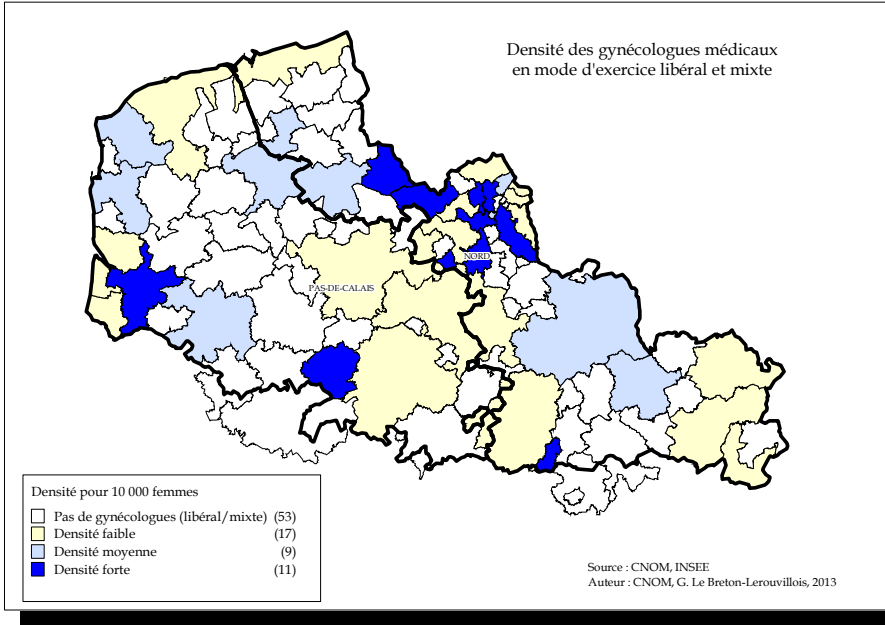 Densité des gynécologues médicaux
en mode d'exercice libéral et mixte
NORD
PAS-DE-CALAIS
Densité pour 10 000 femmes
Pas de gynécologues (libéral/mixte) (53)
Densité faible (17)
Densité moyenne (9)
Densité forte (11)
Source : CNOM, INSEE
Auteur : CNOM, G. Le Breton-Lerouvillois, 2013